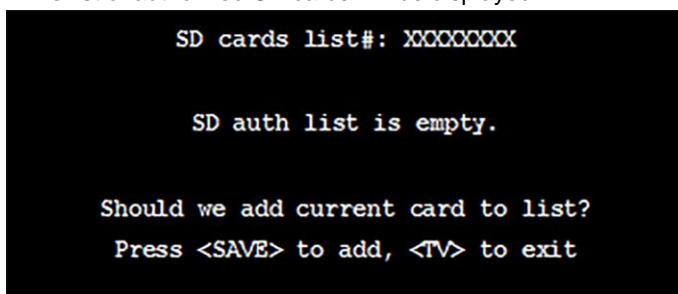 SD cards list#: XXXXXXXX
SD auth list is empty.
Should we add current card to list?
Press <SAVE> to add, <TV> to exit